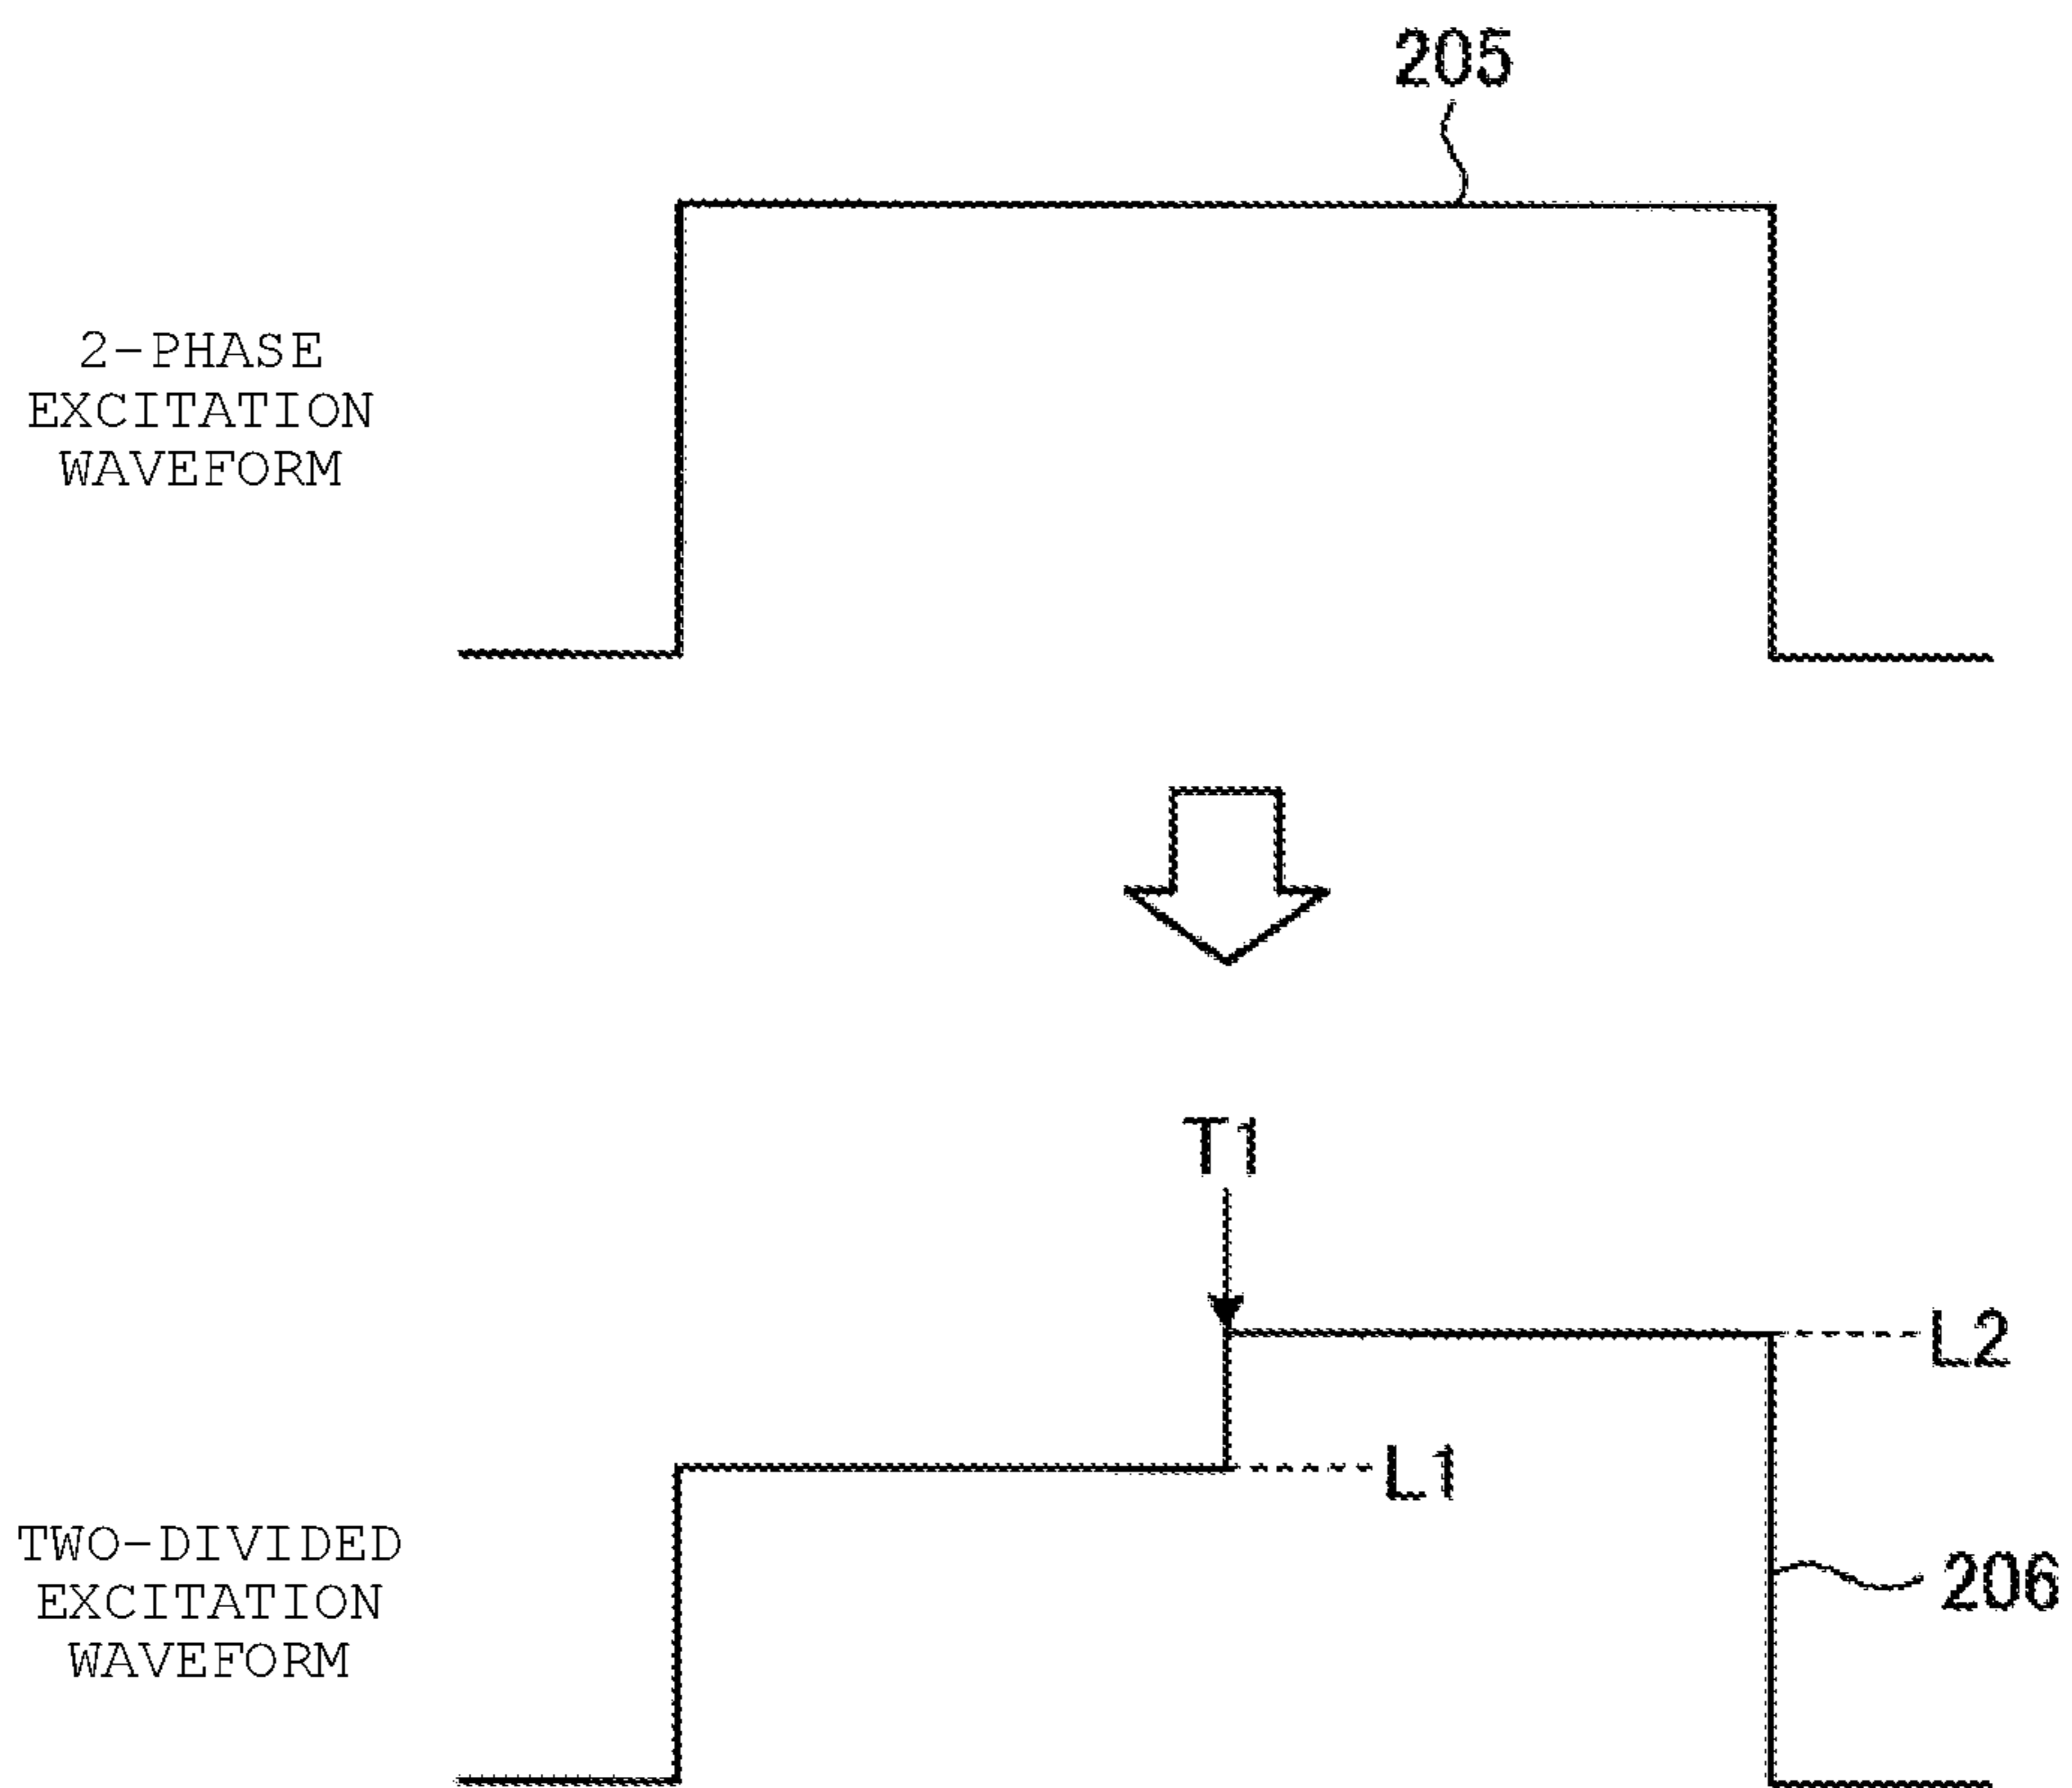 205
2-PHASE
EXCITATION
WAVEFORM
T1
L2
L1
TWO-DIVIDED
EXCITATION
WAVEFORM
206